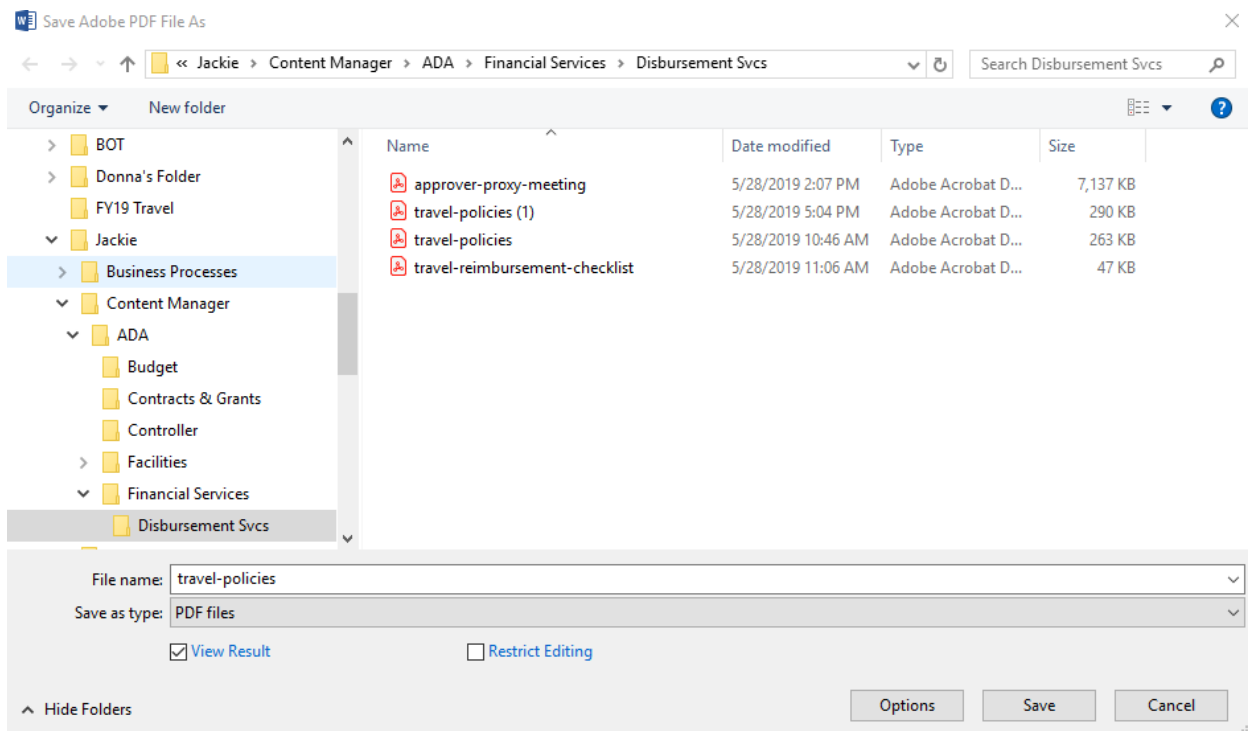 Save Adobe PDF File As
« Jackie > Content Manager > ADA > Financial Services > Disbursement Svcs
Search Disbursement Svcs
Organize New folder
BOT
Donna's Folder
FY19 Travel
Jackie
Business Processes
Content Manager
ADA
Budget
Contracts & Grants
Controller
Facilities
Financial Services
Disbursement Svcs
Name Date modified Type Size
approver-proxy-meeting 5/28/2019 2:07 PM Adobe Acrobat D... 7,137 KB
travel-policies (1) 5/28/2019 5:04 PM Adobe Acrobat D... 290 KB
travel-policies 5/28/2019 10:46 AM Adobe Acrobat D... 263 KB
travel-reimbursement-checklist 5/28/2019 11:06 AM Adobe Acrobat D... 47 KB
File name: travel-policies
Save as type: PDF files
View Result Restrict Editing
Hide Folders Options Save Cancel